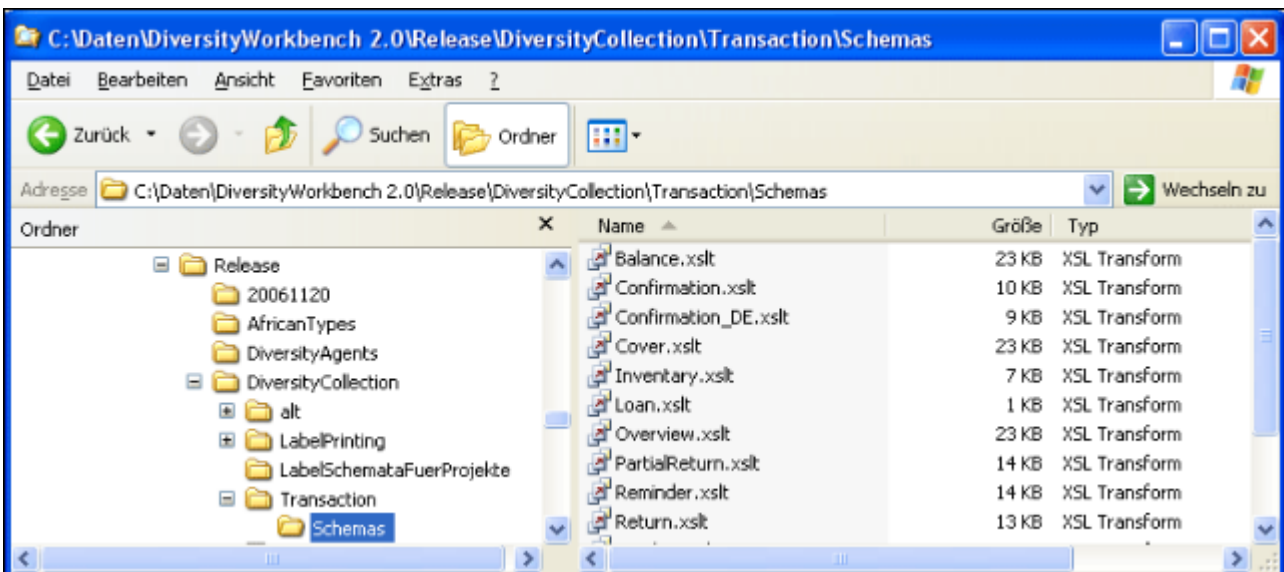 C:\Daten\DiversityWorkbench 2.0\Release\DiversityCollection\Transaction\Schemas
Datei Bearbeiten Ansicht Favoriten Extras ?
Zurück Suchen Ordner
Adresse C:\Daten\DiversityWorkbench 2.0\Release\DiversityCollection\Transaction\Schemas Wechseln zu
Ordner
Release
20061120
AfricanTypes
DiversityAgents
DiversityCollection
alt
LabelPrinting
LabelSchemataFuerProjekte
Transaction
Schemas
Name Größe Typ
Balance.xslt 23 KB XSL Transform
Confirmation.xslt 10 KB XSL Transform
Confirmation_DE.xslt 9 KB XSL Transform
Cover.xslt 23 KB XSL Transform
Inventary.xslt 7 KB XSL Transform
Loan.xslt 1 KB XSL Transform
Overview.xslt 23 KB XSL Transform
PartialReturn.xslt 14 KB XSL Transform
Reminder.xslt 14 KB XSL Transform
Return.xslt 13 KB XSL Transform